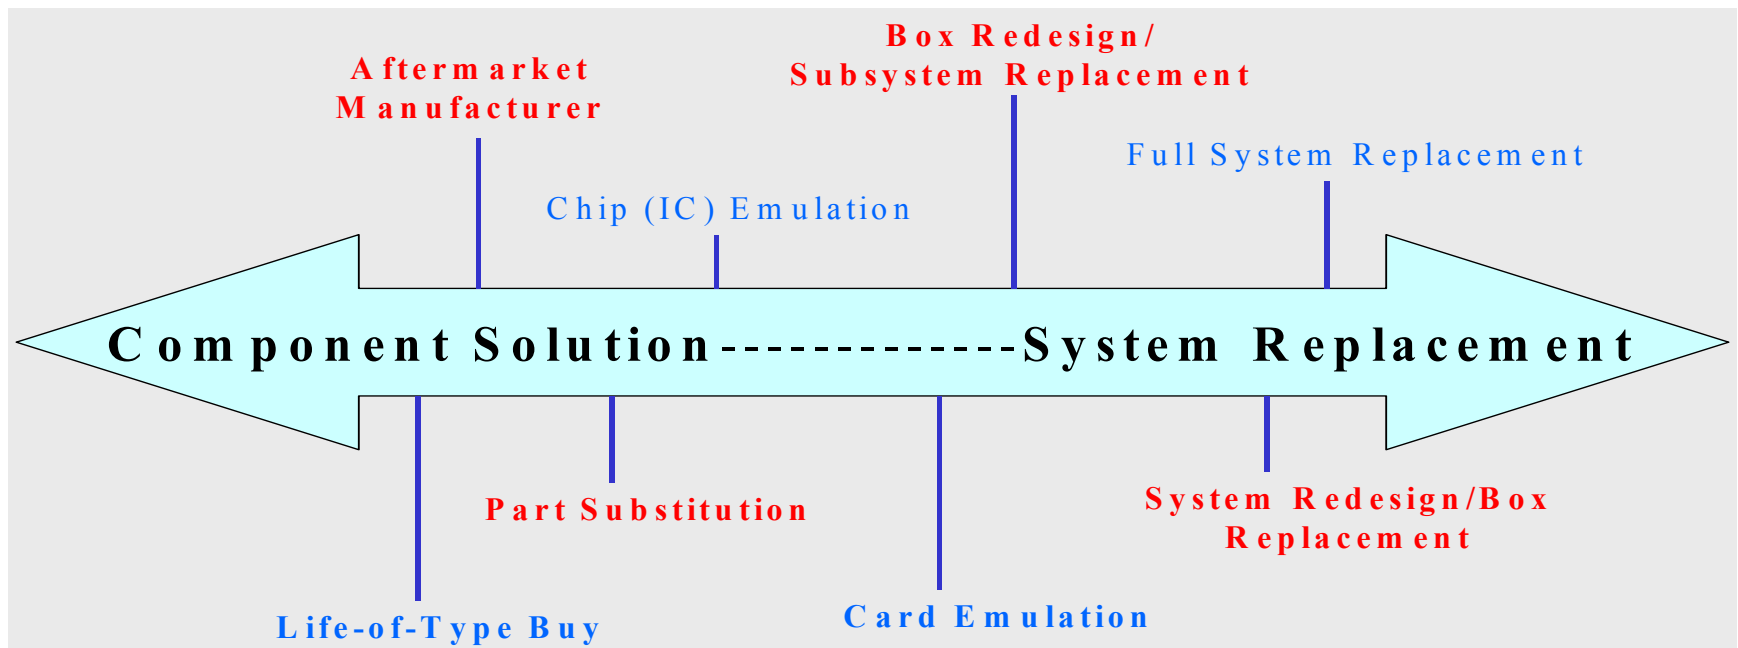 Box Redesign/
Subsystem Replacement
Aftermarket
Manufacturer
Full System Replacement
Chip (IC) Emulation
Component Solution-------------System Replacement
Part Substitution
System Redesign/Box
Replacement
Life-of-Type Buy
Card Emulation